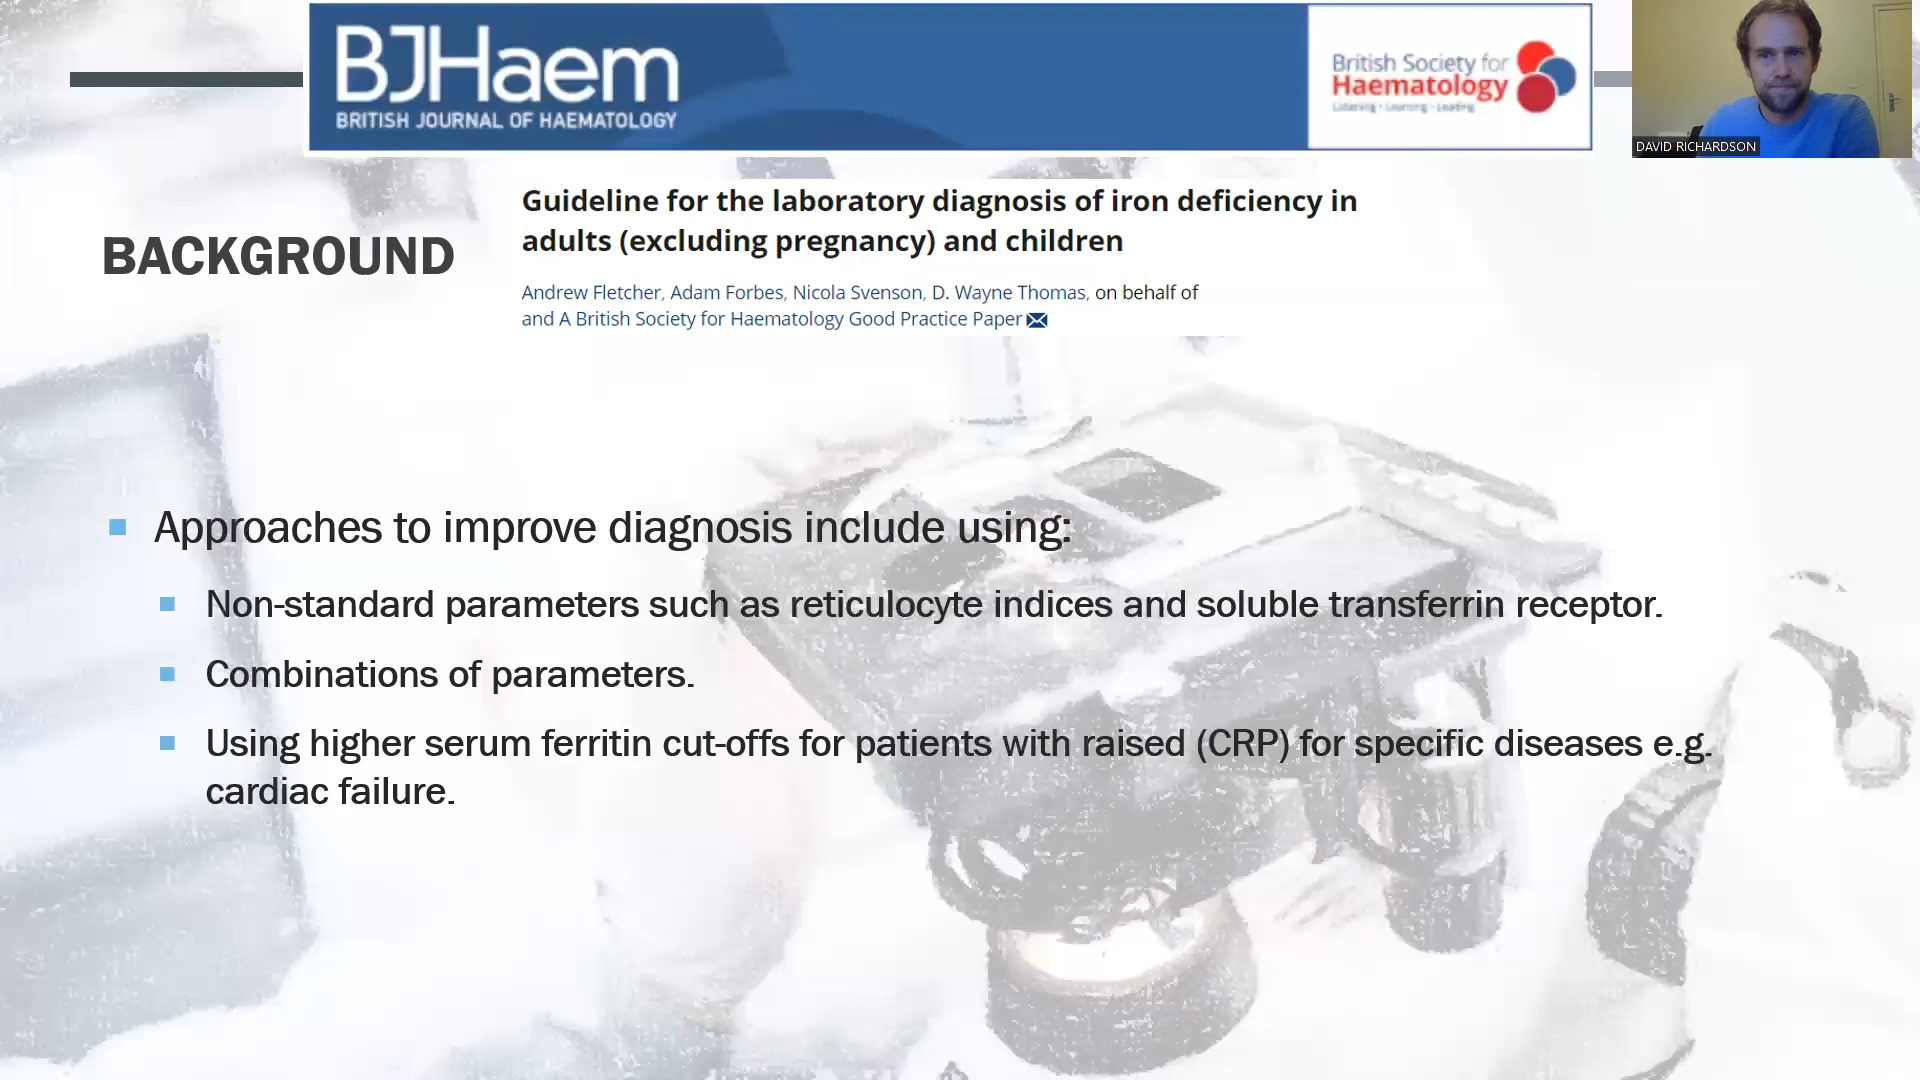 BJHaem
BRITISH JOURNAL OF HAEMATOLOGY
British Society for
Haematology
Listening • Learning • Leading
DAVID RICHARDSON
BACKGROUND
Guideline for the laboratory diagnosis of iron deficiency in
adults (excluding pregnancy) and children
Andrew Fletcher, Adam Forbes, Nicola Svenson, D. Wayne Thomas, on behalf of
and A British Society for Haematology Good Practice Paper
Approaches to improve diagnosis include using:
Non-standard parameters such as reticulocyte indices and soluble transferrin receptor.
Combinations of parameters.
Using higher serum ferritin cut-offs for patients with raised (CRP) for specific diseases e.g.
cardiac failure.